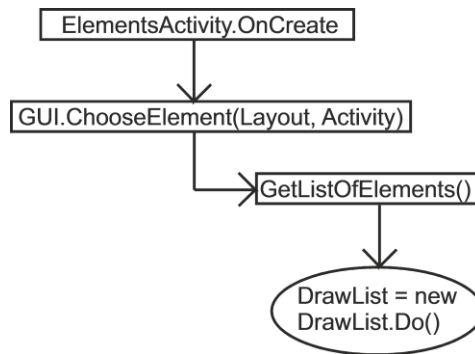 ElementsActivity.OnCreate
GUI.ChooseElement(Layout, Activity)
GetListOfElements()
DrawList = new
DrawList.Do()